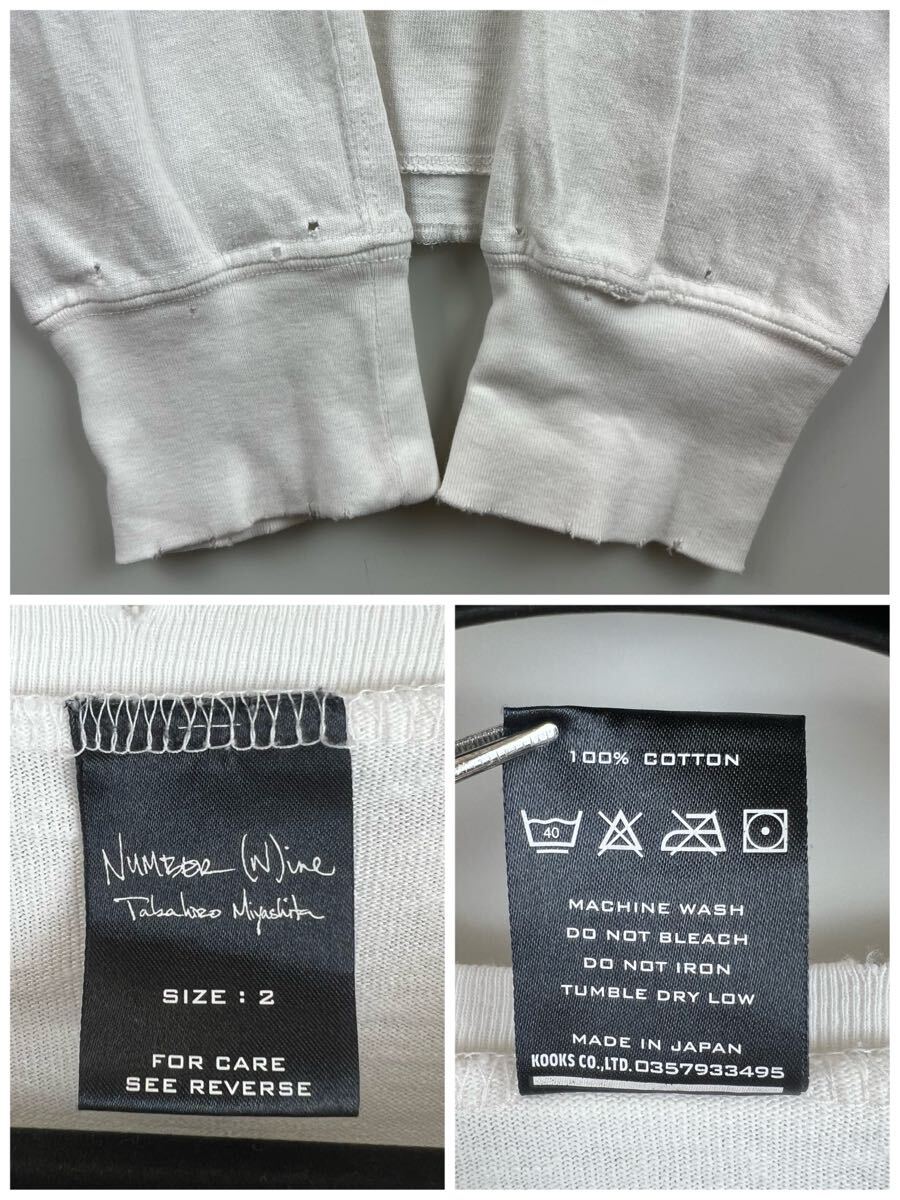 NUMBER (N)ine
Takahiro Miyashita
SIZE : 2
FOR CARE
SEE REVERSE
100% COTTON
40
MACHINE WASH
DO NOT BLEACH
DO NOT IRON
TUMBLE DRY LOW
MADE IN JAPAN
KOOKS CO.,LTD. 0357933495